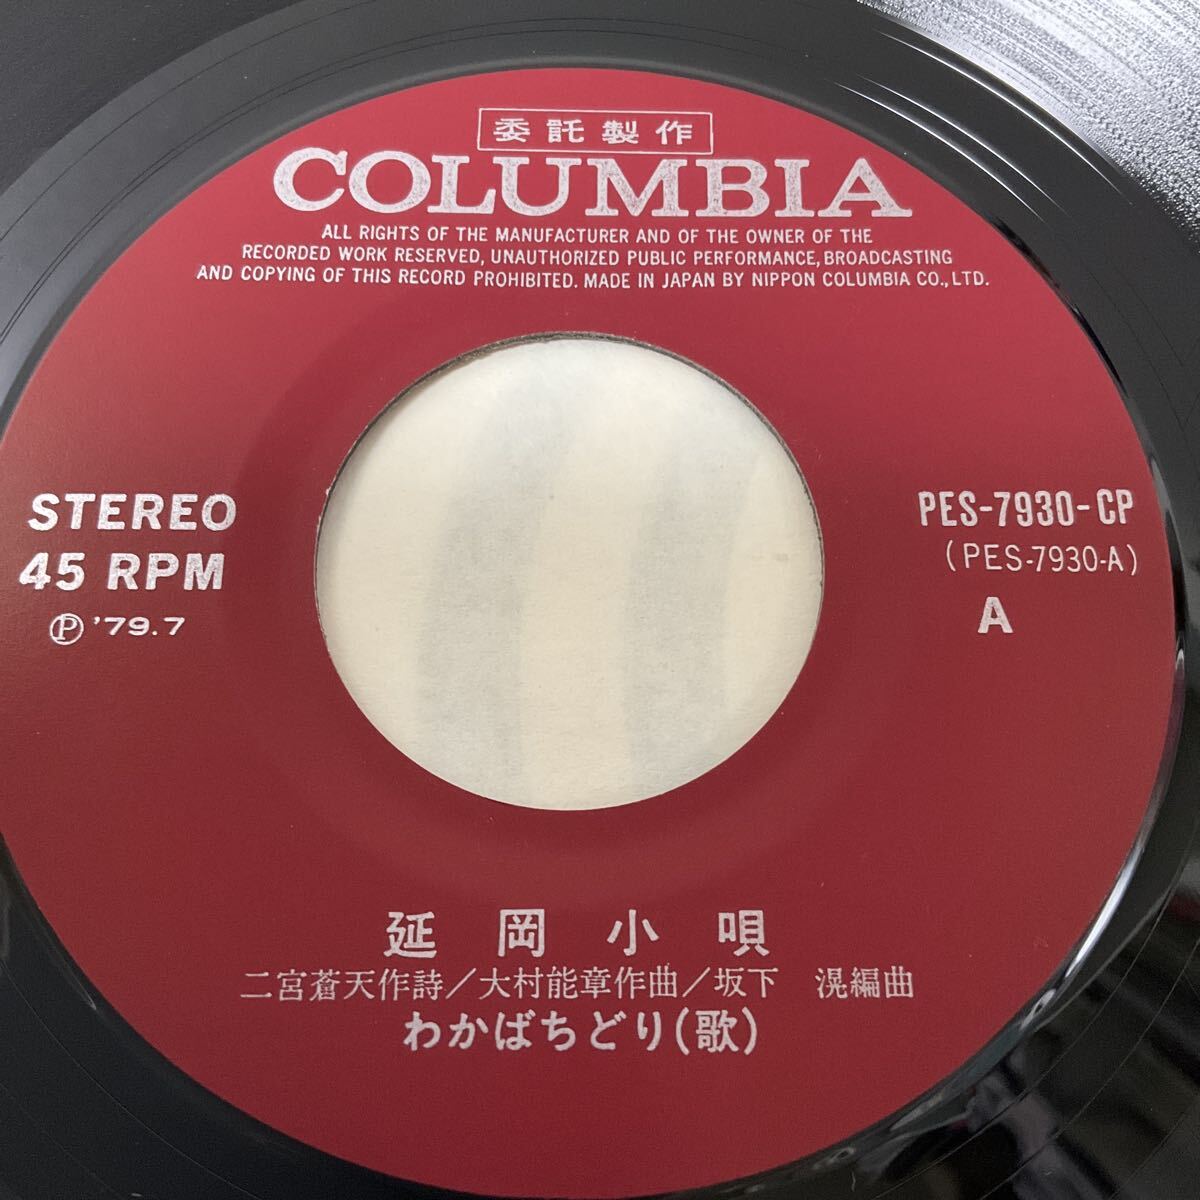 委託製作
COLUMBIA
ALL RIGHTS OF THE MANUFACTURER AND OF THE OWNER OF THE
RECORDED WORK RESERVED, UNAUTHORIZED PUBLIC PERFORMANCE, BROADCASTING
AND COPYING OF THIS RECORD PROHIBITED. MADE IN JAPAN BY NIPPON COLUMBIA CO., LTD.
STEREO
45 RPM
Ⓟ '79.7
PES-7930-CP
(PES-7930-A)
A
延岡小唄
二宮蒼天作詩/大村能章作曲/坂下 滉編曲
わかばちどり(歌)